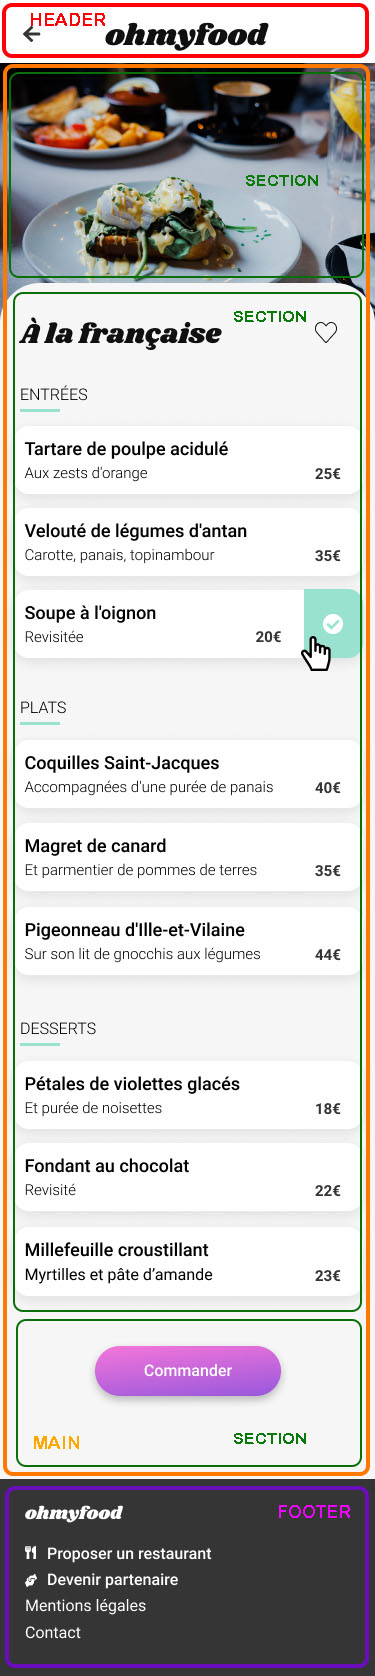 HEADER
ohmyfood
SECTION
SECTION
À la française
ENTRÉES
Tartare de poulpe acidulé
Aux zests d'orange
25€
Velouté de légumes d'antan
Carotte, panais, topinambour
35€
Soupe à l'oignon
Revisitée
20€
PLATS
Coquilles Saint-Jacques
Accompagnées d'une purée de panais
40€
Magret de canard
Et parmentier de pommes de terres
35€
Pigeonneau d'Ille-et-Vilaine
Sur son lit de gnocchis aux légumes
44€
DESSERTS
Pétales de violettes glacés
Et purée de noisettes
18€
Fondant au chocolat
Revisité
22€
Millefeuille croustillant
Myrtilles et pâte d’amande
23€
Commander
MAIN
SECTION
ohmyfood
FOOTER
Proposer un restaurant
Devenir partenaire
Mentions légales
Contact